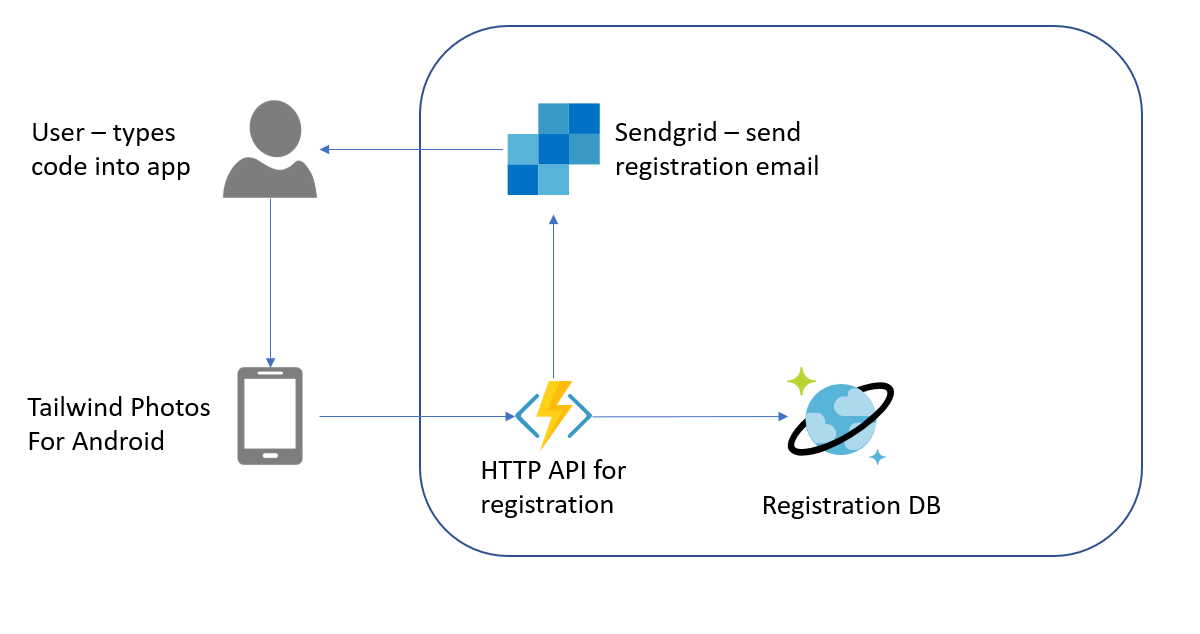 User – types
code into app
Sendgrid – send
registration email
Tailwind Photos
For Android
HTTP API for
registration
Registration DB